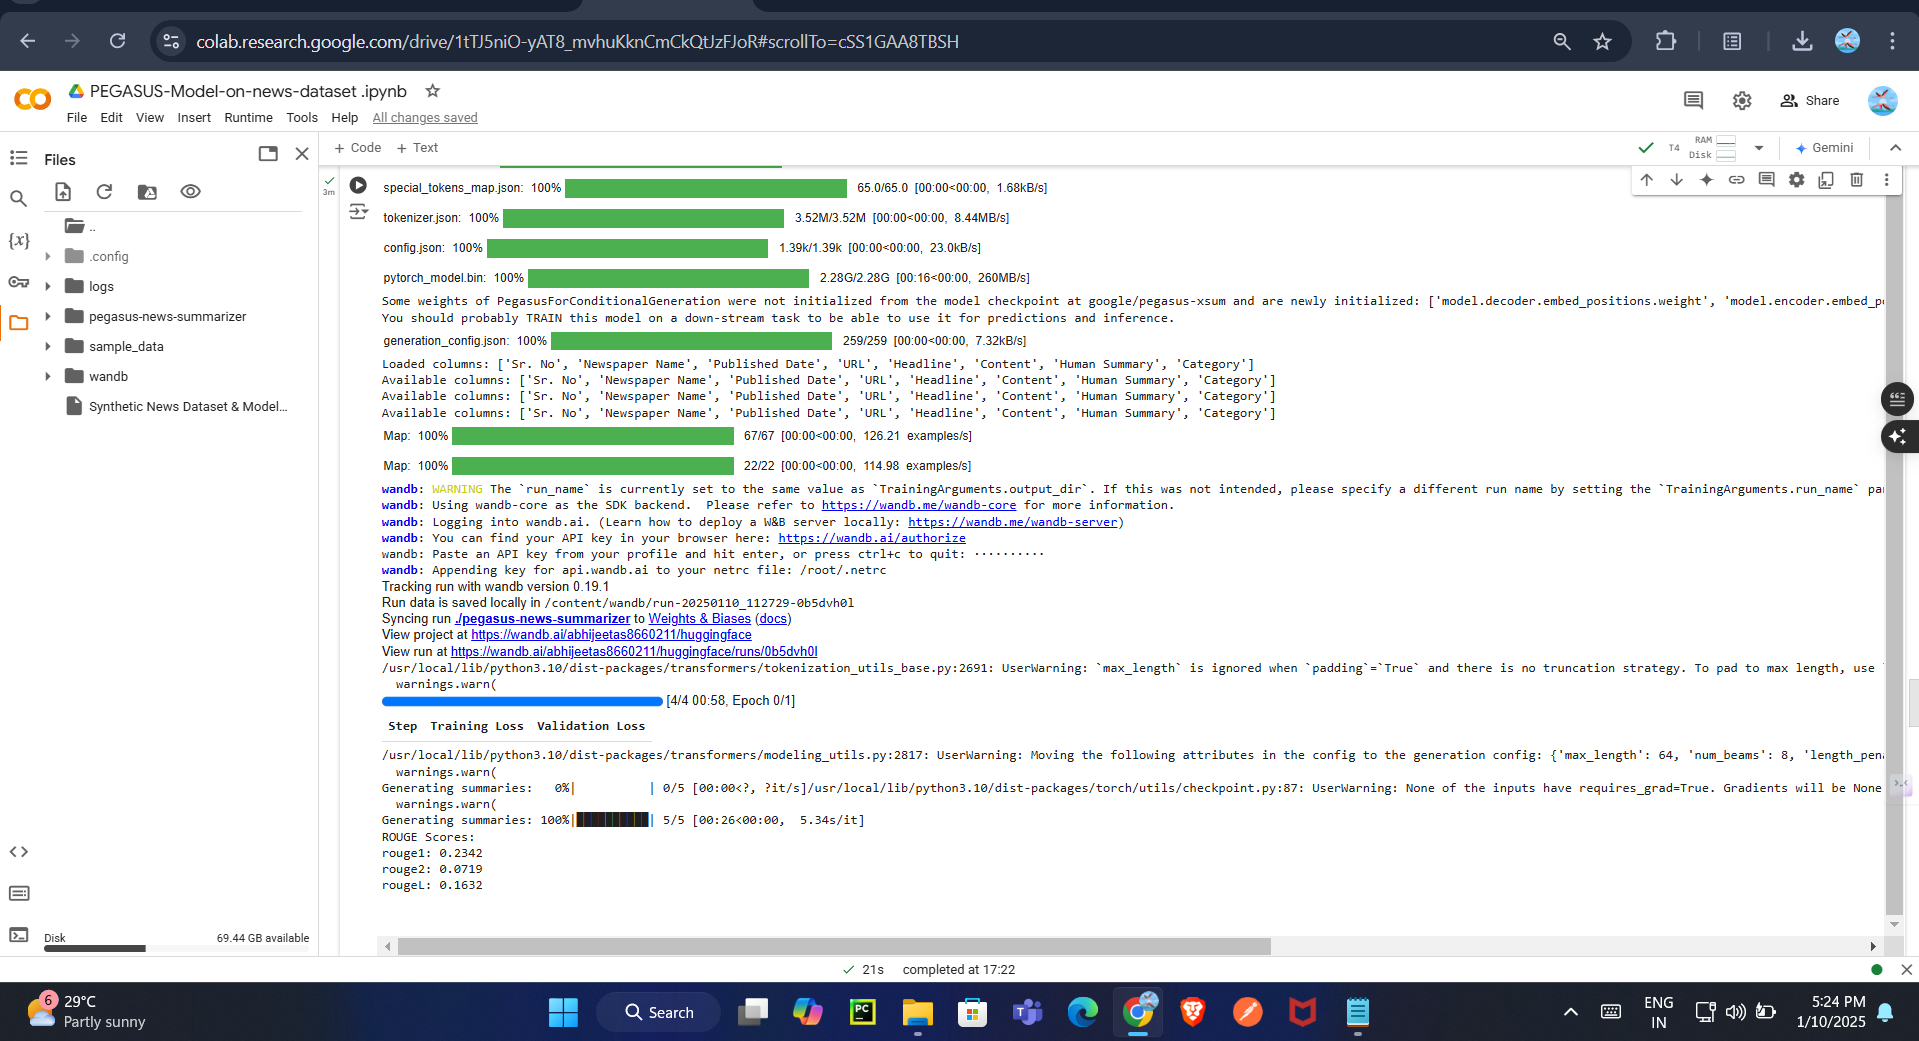 colab.research.google.com/drive/1tTJ5niO-yAT8_mvhuKknCmCkQtJzFJoR#scrollTo=cSS1GAA8TBSH
PEGASUS-Model-on-news-dataset .ipynb
File Edit View Insert Runtime Tools Help All changes saved
Share
Files
+ Code + Text
T4 RAM Disk
Gemini
..
.config
logs
pegasus-news-summarizer
sample_data
wandb
Synthetic News Dataset & Model...
{x}
Disk 69.44 GB available
3m
special_tokens_map.json: 100% 65.0/65.0 [00:00<00:00, 1.68kB/s]
tokenizer.json: 100% 3.52M/3.52M [00:00<00:00, 8.44MB/s]
config.json: 100% 1.39k/1.39k [00:00<00:00, 23.0kB/s]
pytorch_model.bin: 100% 2.28G/2.28G [00:16<00:00, 260MB/s]
Some weights of PegasusForConditionalGeneration were not initialized from the model checkpoint at google/pegasus-xsum and are newly initialized: ['model.decoder.embed_positions.weight', 'model.encoder.embed_po
You should probably TRAIN this model on a down-stream task to be able to use it for predictions and inference.
generation_config.json: 100% 259/259 [00:00<00:00, 7.32kB/s]
Loaded columns: ['Sr. No', 'Newspaper Name', 'Published Date', 'URL', 'Headline', 'Content', 'Human Summary', 'Category']
Available columns: ['Sr. No', 'Newspaper Name', 'Published Date', 'URL', 'Headline', 'Content', 'Human Summary', 'Category']
Available columns: ['Sr. No', 'Newspaper Name', 'Published Date', 'URL', 'Headline', 'Content', 'Human Summary', 'Category']
Available columns: ['Sr. No', 'Newspaper Name', 'Published Date', 'URL', 'Headline', 'Content', 'Human Summary', 'Category']
Map: 100% 67/67 [00:00<00:00, 126.21 examples/s]
Map: 100% 22/22 [00:00<00:00, 114.98 examples/s]
wandb: WARNING The `run_name` is currently set to the same value as `TrainingArguments.output_dir`. If this was not intended, please specify a different run name by setting the `TrainingArguments.run_name` par
wandb: Using wandb-core as the SDK backend. Please refer to https://wandb.me/wandb-core for more information.
wandb: Logging into wandb.ai. (Learn how to deploy a W&B server locally: https://wandb.me/wandb-server)
wandb: You can find your API key in your browser here: https://wandb.ai/authorize
wandb: Paste an API key from your profile and hit enter, or press ctrl+c to quit: ··········
wandb: Appending key for api.wandb.ai to your netrc file: /root/.netrc
Tracking run with wandb version 0.19.1
Run data is saved locally in /content/wandb/run-20250110_112729-0b5dvh0l
Syncing run ./pegasus-news-summarizer to Weights & Biases (docs)
View project at https://wandb.ai/abhijeetas8660211/huggingface
View run at https://wandb.ai/abhijeetas8660211/huggingface/runs/0b5dvh0l
/usr/local/lib/python3.10/dist-packages/transformers/tokenization_utils_base.py:2691: UserWarning: `max_length` is ignored when `padding`=`True` and there is no truncation strategy. To pad to max length, use `
warnings.warn(
[4/4 00:58, Epoch 0/1]
Step Training Loss Validation Loss
/usr/local/lib/python3.10/dist-packages/transformers/modeling_utils.py:2817: UserWarning: Moving the following attributes in the config to the generation config: {'max_length': 64, 'num_beams': 8, 'length_pena
warnings.warn(
Generating summaries: 0%| | 0/5 [00:00<?, ?it/s]/usr/local/lib/python3.10/dist-packages/torch/utils/checkpoint.py:87: UserWarning: None of the inputs have requires_grad=True. Gradients will be None
warnings.warn(
Generating summaries: 100%|██████████| 5/5 [00:26<00:00, 5.34s/it]
ROUGE Scores:
rouge1: 0.2342
rouge2: 0.0719
rougeL: 0.1632
21s completed at 17:22
6
29°C
Partly sunny
Search
PC
ENG
IN
5:24 PM
1/10/2025